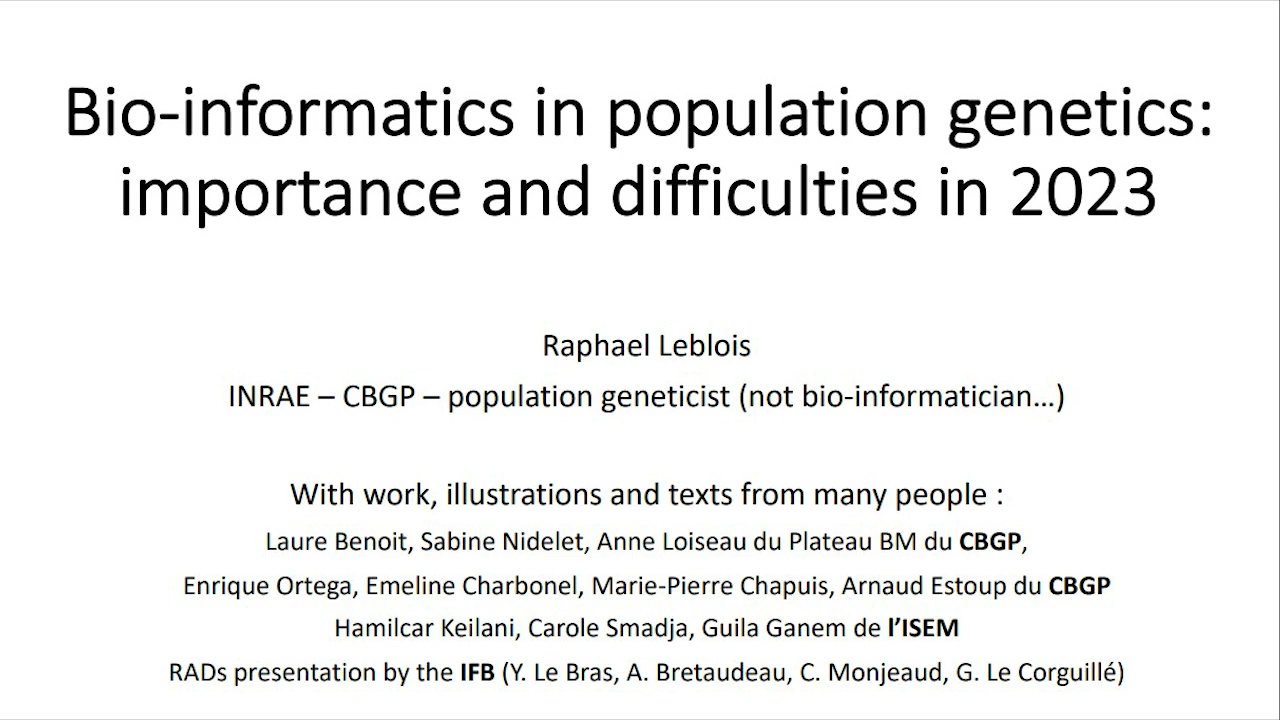 Bio-informatics in population genetics:
importance and difficulties in 2023
Raphael Leblois
INRAE – CBGP – population geneticist (not bio-informatician...)
With work, illustrations and texts from many people :
Laure Benoit, Sabine Nidelet, Anne Loiseau du Plateau BM du CBGP,
Enrique Ortega, Emeline Charbonel, Marie-Pierre Chapuis, Arnaud Estoup du CBGP
Hamilcar Keilani, Carole Smadja, Guila Ganem de l’ISEM
RADs presentation by the IFB (Y. Le Bras, A. Bretaudeau, C. Monjeaud, G. Le Corguillé)